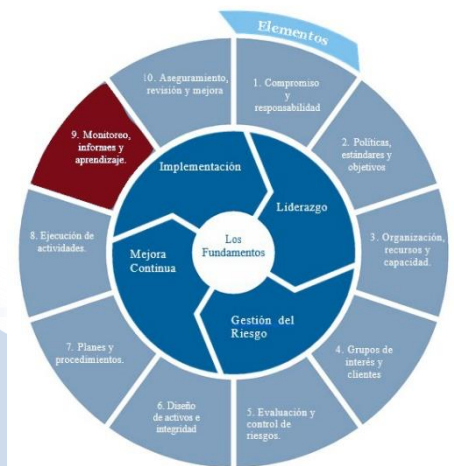 Elementos
1. Compromiso
y
responsabilidad
2. Políticas,
estándares y
objetivos
3. Organización,
recursos y
capacidad.
4. Grupos de
interés y
clientes
5. Evaluación y
control de
riesgos.
6. Diseño
de activos e
integridad
7. Planes y
procedimientos.
8. Ejecución de
actividades.
9. Monitoreo,
informes y
aprendizaje.
10. Aseguramiento,
revisión y mejora
Implementación
Liderazgo
Gestión del
Riesgo
Mejora
Continua
Los
Fundamentos